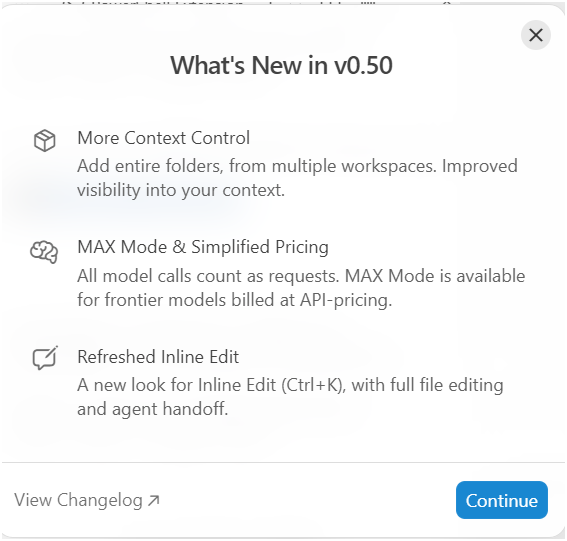 What's New in v0.50
More Context Control
Add entire folders, from multiple workspaces. Improved
visibility into your context.
MAX Mode & Simplified Pricing
All model calls count as requests. MAX Mode is available
for frontier models billed at API-pricing.
Refreshed Inline Edit
A new look for Inline Edit (Ctrl+K), with full file editing
and agent handoff.
View Changelog ↗
Continue